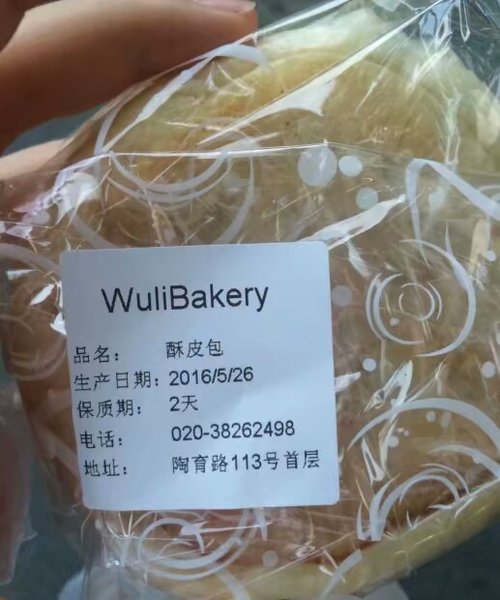 WuliBakery
品名： 酥皮包
生产日期：2016/5/26
保质期： 2天
电话： 020-38262498
地址： 陶育路113号首层